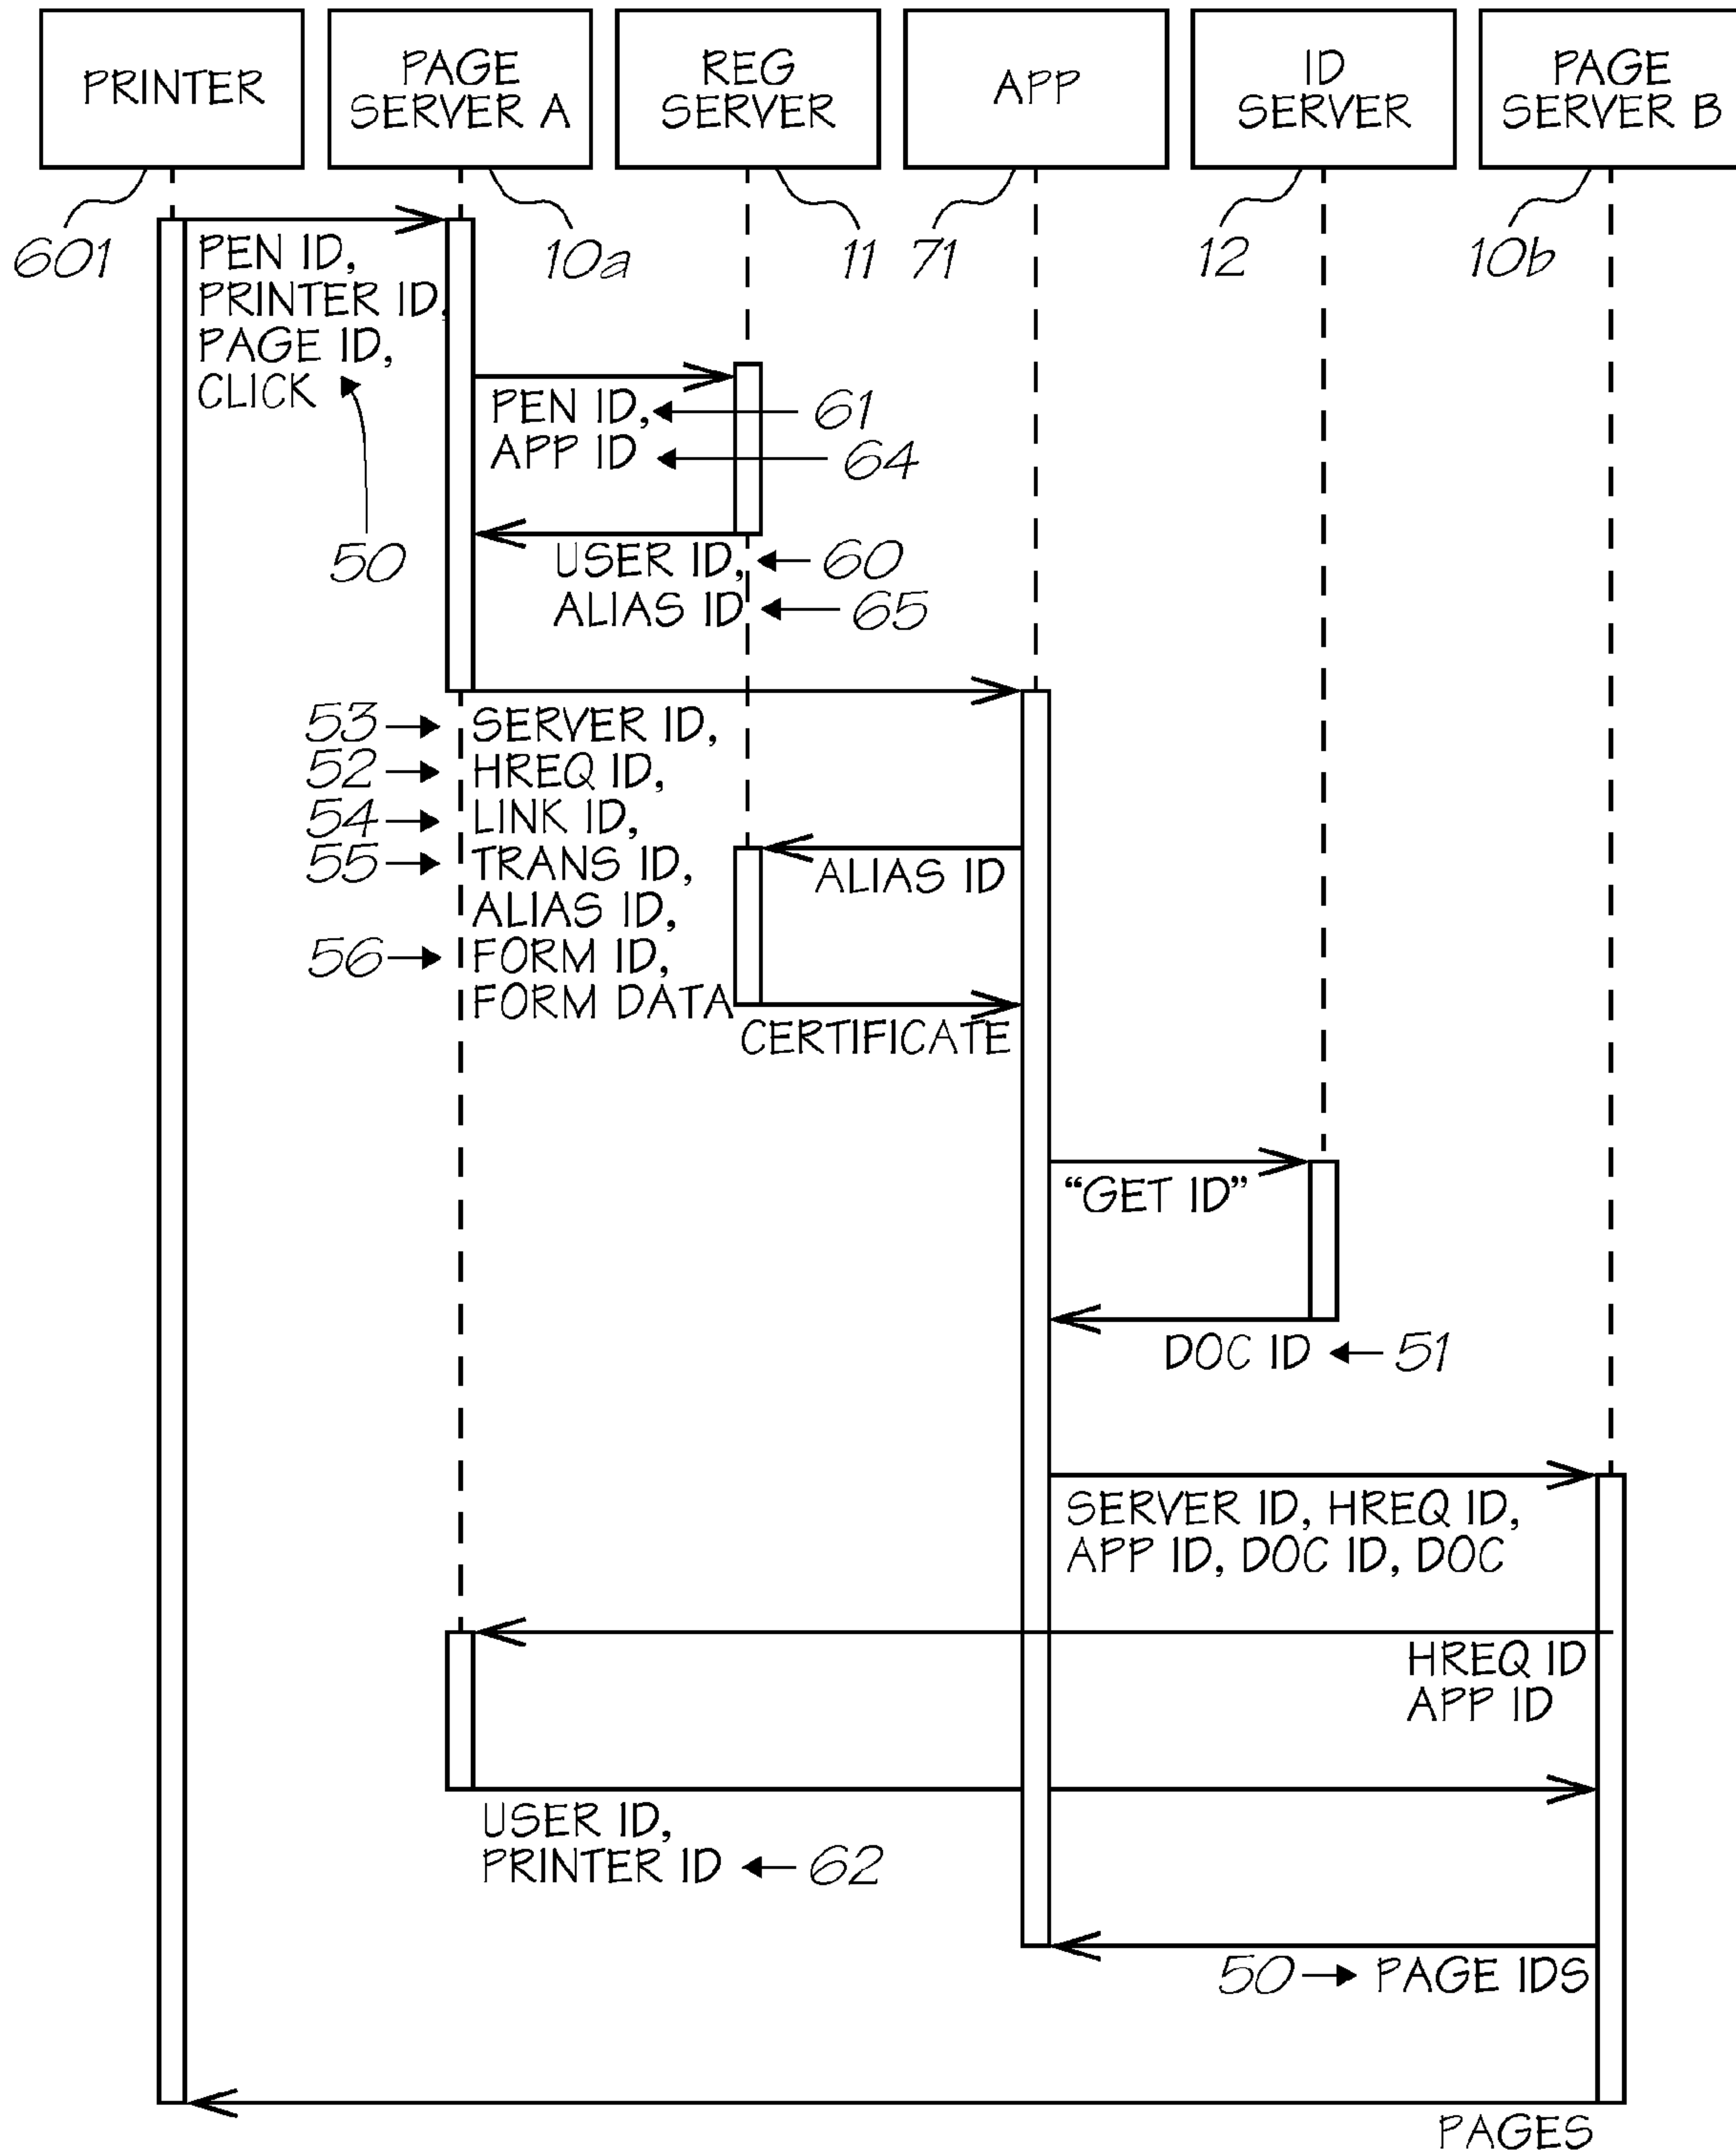 PRINTER
PAGE
SERVER A
REG
SERVER
APP
ID
SERVER
PAGE
SERVER B
601
10a
11
71
12
10b
PEN ID,
PRINTER ID,
PAGE ID,
CLICK
50
PEN ID,
61
APP ID
64
USER ID,
60
ALIAS ID
65
53
SERVER ID,
52
HREQ ID,
54
LINK ID,
55
TRANS ID,
ALIAS ID,
56
FORM ID,
FORM DATA
ALIAS ID
CERTIFICATE
“GET ID”
DOC ID
51
SERVER ID, HREQ ID,
APP ID, DOC ID, DOC
HREQ ID
APP ID
USER ID,
PRINTER ID
62
50
PAGE IDS
PAGES